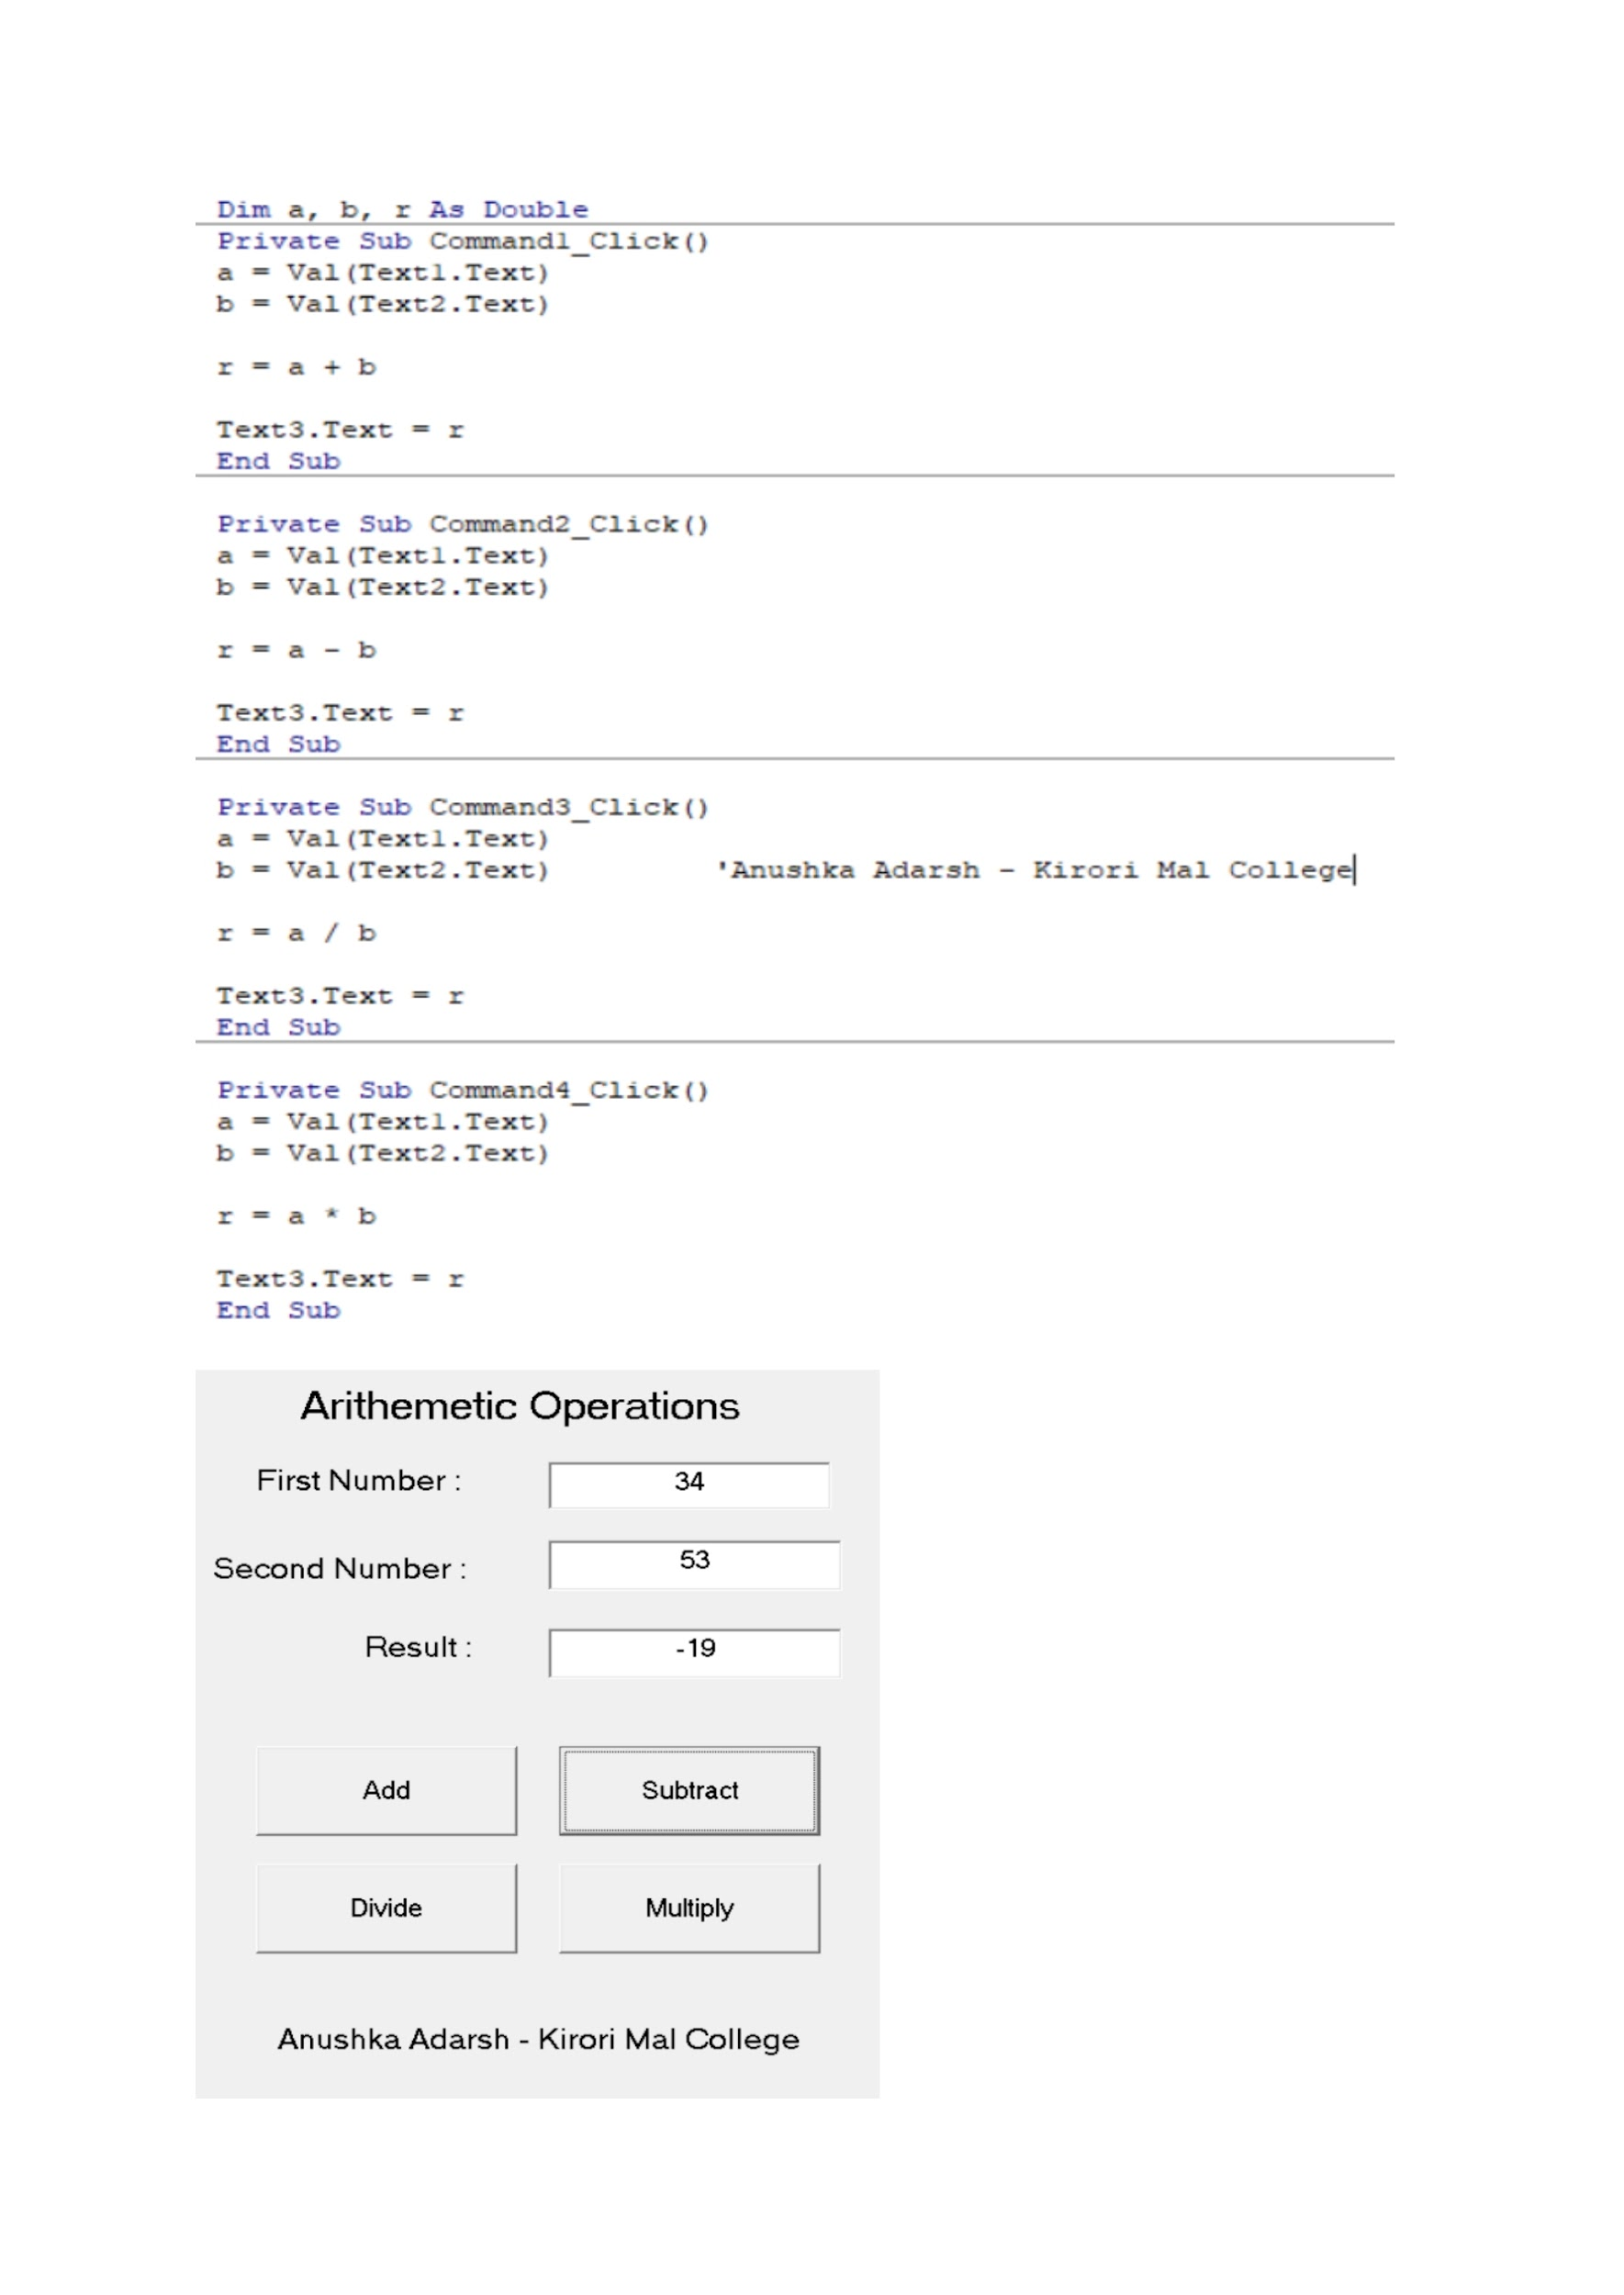 Dim a, b, r As Double
Private Sub Command1_Click()
a = Val(Text1.Text)
b = Val(Text2.Text)
r = a + b
Text3.Text = r
End Sub
Private Sub Command2_Click()
a = Val(Text1.Text)
b = Val(Text2.Text)
r = a - b
Text3.Text = r
End Sub
Private Sub Command3_Click()
a = Val(Text1.Text)
b = Val(Text2.Text) 'Anushka Adarsh - Kirori Mal College
r = a / b
Text3.Text = r
End Sub
Private Sub Command4_Click()
a = Val(Text1.Text)
b = Val(Text2.Text)
r = a * b
Text3.Text = r
End Sub
Arithemetic Operations
First Number : 34
Second Number : 53
Result : -19
Add Subtract
Divide Multiply
Anushka Adarsh - Kirori Mal College